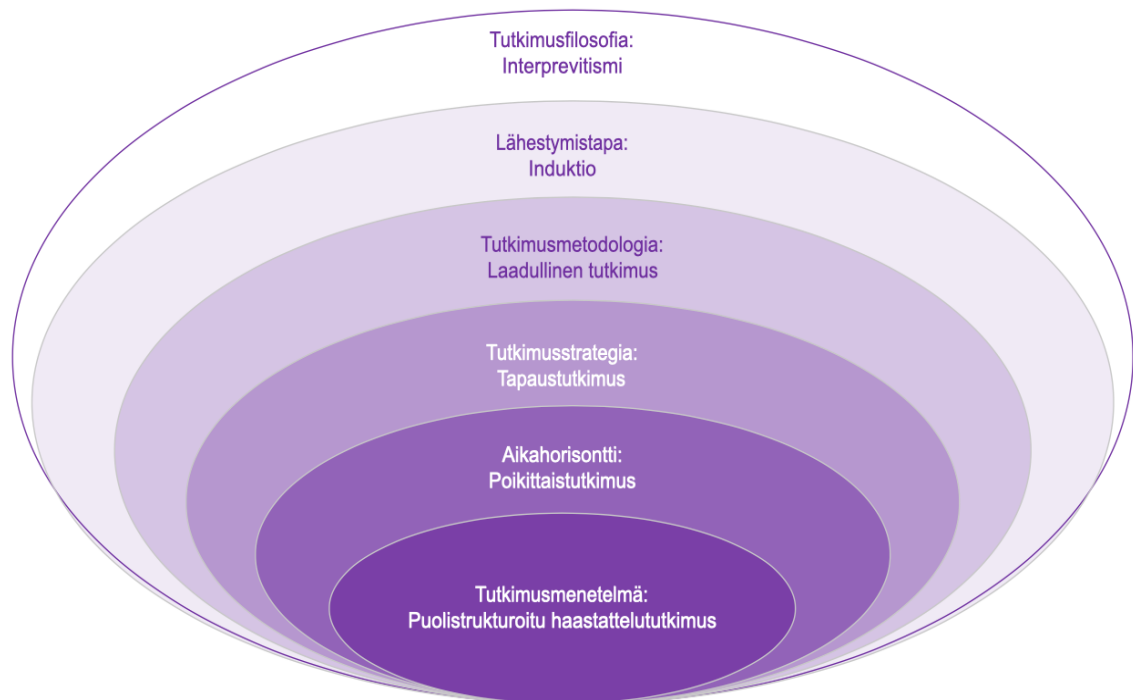 Tutkimusfilosofia:
Interprevitismi
Lähestymistapa:
Induktio
Tutkimusmetodologia:
Laadullinen tutkimus
Tutkimusstrategia:
Tapaustutkimus
Aikahorisontti:
Poikittaistutkimus
Tutkimusmenetelmä:
Puolistrukturoitu haastattelututkimus